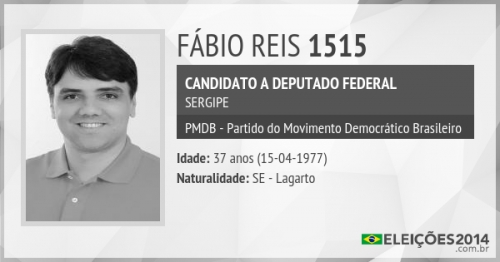 FÁBIO REIS 1515
CANDIDATO A DEPUTADO FEDERAL
SERGIPE
PMDB - Partido do Movimento Democrático Brasileiro
Idade: 37 anos (15-04-1977)
Naturalidade: SE - Lagarto
ELEIÇÕES2014
.com.br